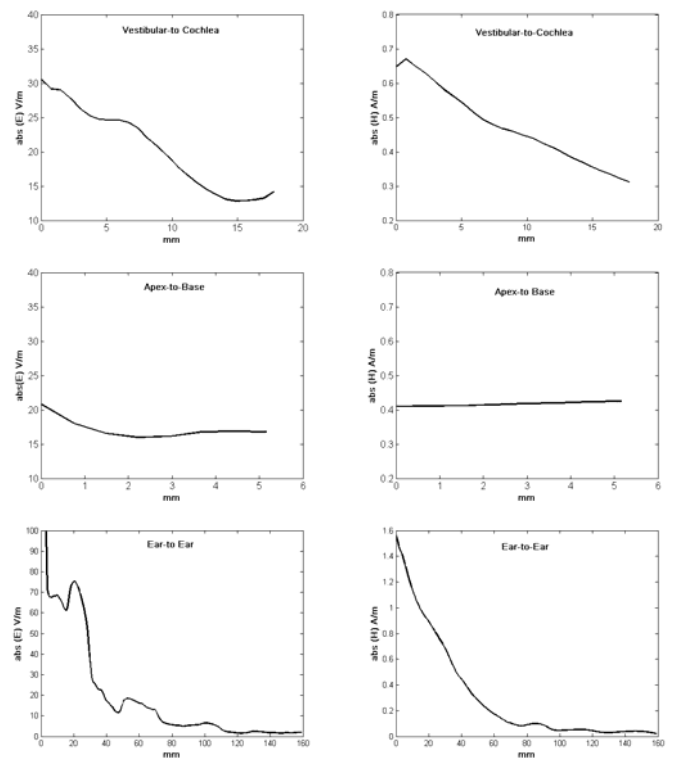 Vestibular-to Cochlea
abs (E) V/m
40
35
30
25
20
15
10
0 5 10 15 20
mm
Vestibular-to-Cochlea
abs (H) A/m
0.8
0.7
0.6
0.5
0.4
0.3
0.2
0 5 10 15 20
mm
Apex-to-Base
abs(E) V/m
40
35
30
25
20
15
10
0 1 2 3 4 5 6
mm
Apex-to Base
abs (H) A/m
0.8
0.7
0.6
0.5
0.4
0.3
0.2
0 1 2 3 4 5 6
mm
Ear-to Ear
abs (E) V/m
100
90
80
70
60
50
40
30
20
10
0
0 20 40 60 80 100 120 140 160
mm
Ear-to-Ear
abs (H) A/m
1.6
1.4
1.2
1
0.8
0.6
0.4
0.2
0
0 20 40 60 80 100 120 140 160
mm